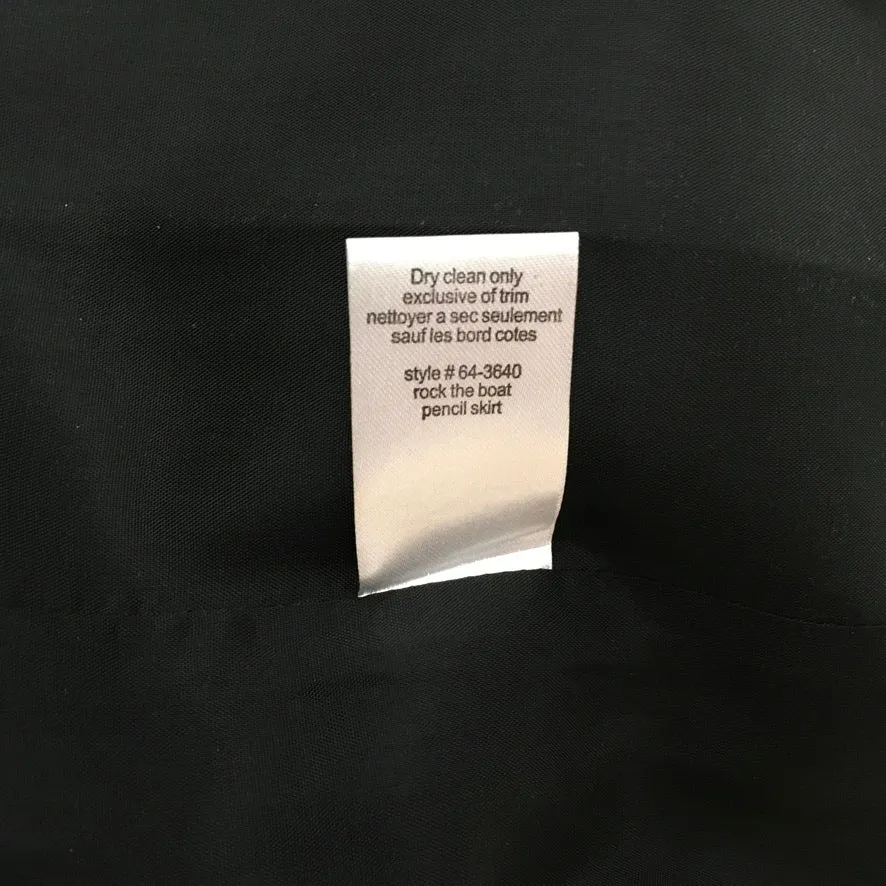 Dry clean only
exclusive of trim
nettoyer a sec seulement
sauf les bord cotes
style # 64-3640
rock the boat
pencil skirt